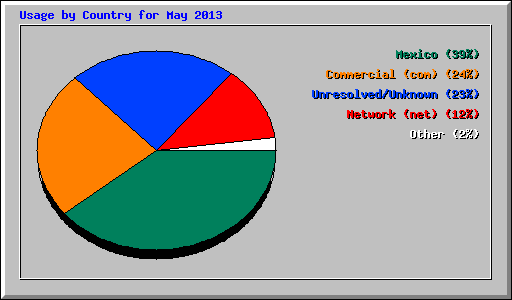 Usage by Country for May 2013
Mexico (39%)
Commercial (com) (24%)
Unresolved/Unknown (23%)
Network (net) (12%)
Other (2%)